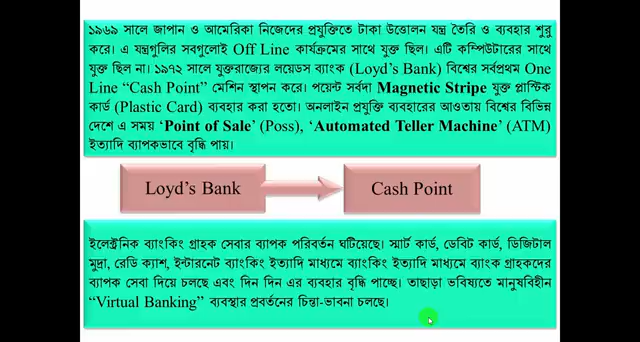 ১৯৬৯ সালে জাপান ও আমেরিকা নিজেদের প্রযুক্তিতে টাকা উত্তোলন যন্ত্র তৈরি ও ব্যবহার শুরু
করে। এ যন্ত্রগুলির সবগুলোই Off Line কার্যক্রমের সাথে যুক্ত ছিল। এটি কম্পিউটারের সাথে
যুক্ত ছিল না। ১৯৭২ সালে যুক্তরাজ্যের লয়েডস ব্যাংক (Loyd’s Bank) বিশ্বের সর্বপ্রথম One
Line “Cash Point” মেশিন স্থাপন করে। পয়েন্ট সর্বদা Magnetic Stripe যুক্ত প্লাস্টিক
কার্ড (Plastic Card) ব্যবহার করা হতো। অনলাইন প্রযুক্তি ব্যবহারের আওতায় বিশ্বের বিভিন্ন
দেশে এ সময় ‘Point of Sale’ (Poss), ‘Automated Teller Machine’ (ATM)
ইত্যাদি ব্যাপকভাবে বৃদ্ধি পায়।
Loyd’s Bank
Cash Point
ইলেক্ট্রনিক ব্যাংকিং গ্রাহক সেবার ব্যাপক পরিবর্তন ঘটিয়েছে। স্মার্ট কার্ড, ডেবিট কার্ড, ডিজিটাল
মুদ্রা, রেডি ক্যাশ, ইন্টারনেট ব্যাংকিং ইত্যাদি মাধ্যমে ব্যাংকিং ইত্যাদি মাধ্যমে ব্যাংক গ্রাহকদের
ব্যাপক সেবা দিয়ে চলছে এবং দিন দিন এর ব্যবহার বৃদ্ধি পাচ্ছে। তাছাড়া ভবিষ্যতে মানুষবিহীন
“Virtual Banking” ব্যবস্থার প্রবর্তনের চিন্তা-ভাবনা চলছে।